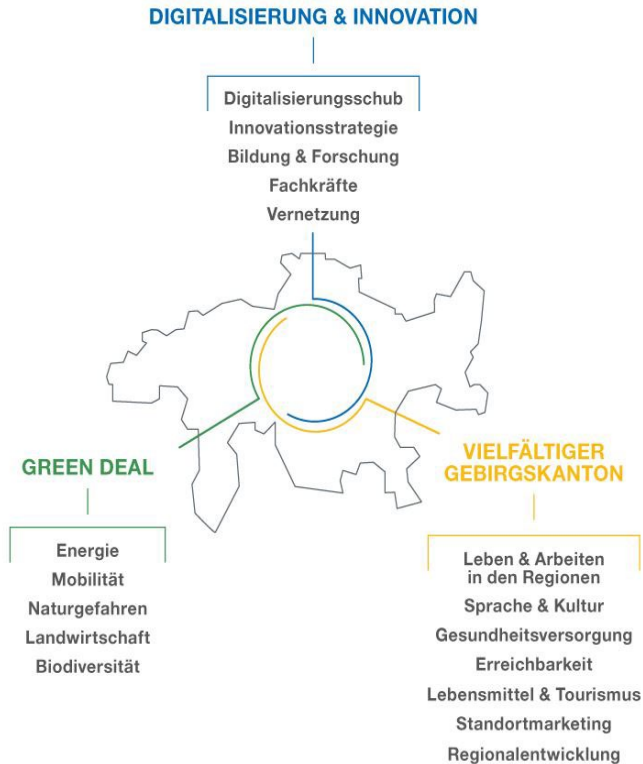 DIGITALISIERUNG & INNOVATION
Digitalisierungsschub
Innovationsstrategie
Bildung & Forschung
Fachkräfte
Vernetzung
GREEN DEAL
Energie
Mobilität
Naturgefahren
Landwirtschaft
Biodiversität
VIELFÄLTIGER
GEBIRGSKANTON
Leben & Arbeiten
in den Regionen
Sprache & Kultur
Gesundheitsversorgung
Erreichbarkeit
Lebensmittel & Tourismus
Standortmarketing
Regionalentwicklung